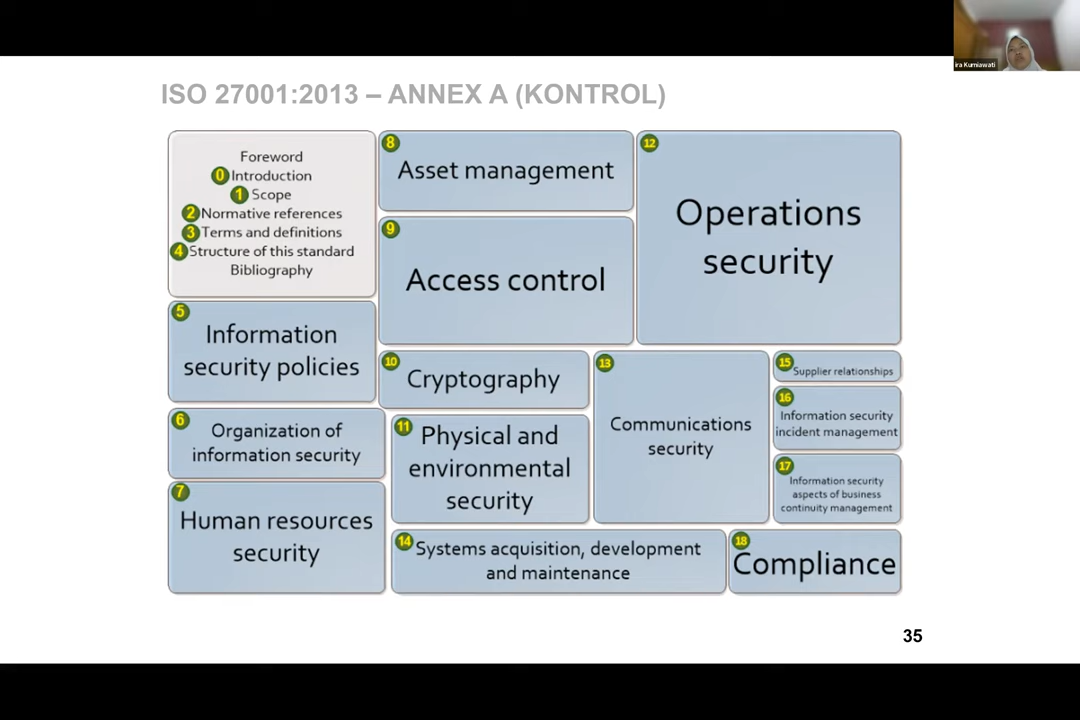 ira Kurniawati
ISO 27001:2013 – ANNEX A (KONTROL)
Foreword
0 Introduction
1 Scope
2 Normative references
3 Terms and definitions
4 Structure of this standard
Bibliography
5
Information
security policies
6
Organization of
information security
7
Human resources
security
8
Asset management
9
Access control
10
Cryptography
11
Physical and
environmental
security
12
Operations
security
13
Communications
security
14
Systems acquisition, development
and maintenance
15
Supplier relationships
16
Information security
incident management
17
Information security
aspects of business
continuity management
18
Compliance
35